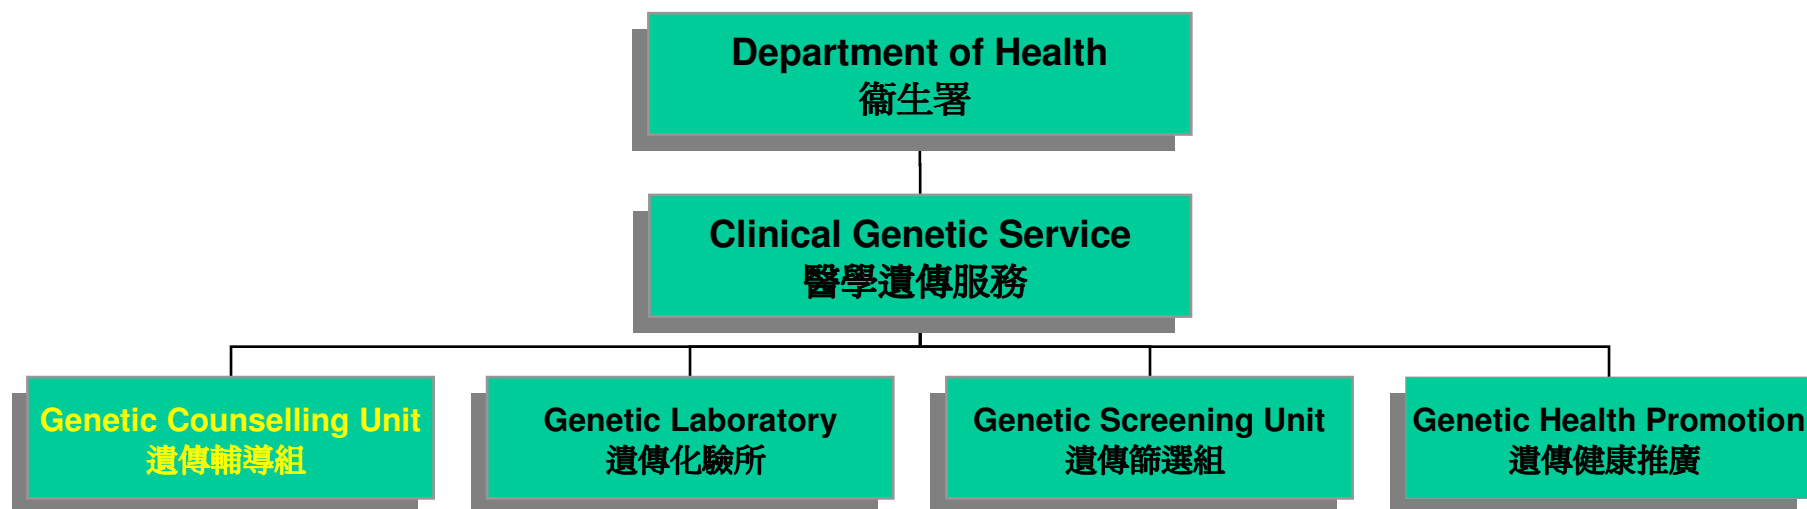 Department of Health
衞生署
Clinical Genetic Service
醫學遺傳服務
Genetic Counselling Unit
遺傳輔導組
Genetic Laboratory
遺傳化驗所
Genetic Screening Unit
遺傳篩選組
Genetic Health Promotion
遺傳健康推廣